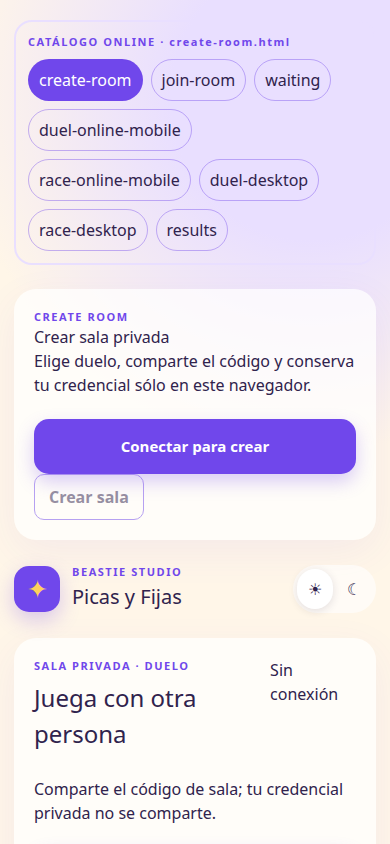 CATÁLOGO ONLINE · create-room.html
create-room join-room waiting
duel-online-mobile
race-online-mobile duel-desktop
race-desktop results
CREATE ROOM
Crear sala privada
Elige duelo, comparte el código y conserva
tu credencial sólo en este navegador.
Conectar para crear
Crear sala
BEASTIE STUDIO
Picas y Fijas
SALA PRIVADA · DUELO
Juega con otra
persona
Sin
conexión
Comparte el código de sala; tu credencial
privada no se comparte.